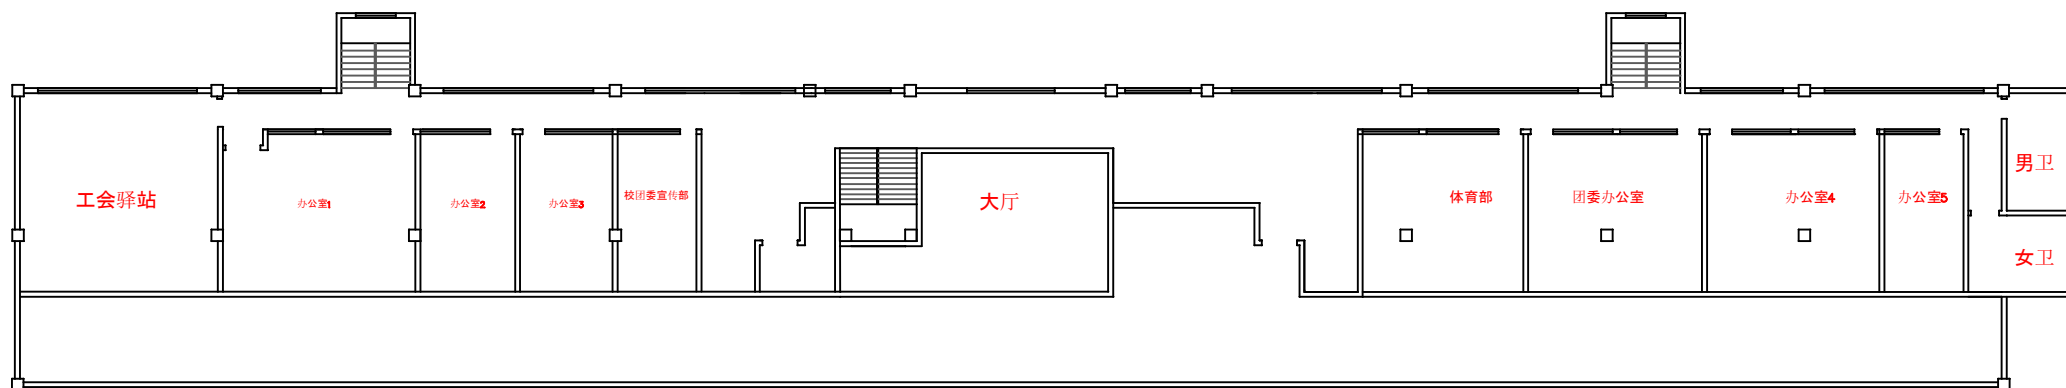 工会驿站
办公室1
办公室2
办公室3
校团委宣传部
大厅
体育部
团委办公室
办公室4
办公室5
男卫
女卫